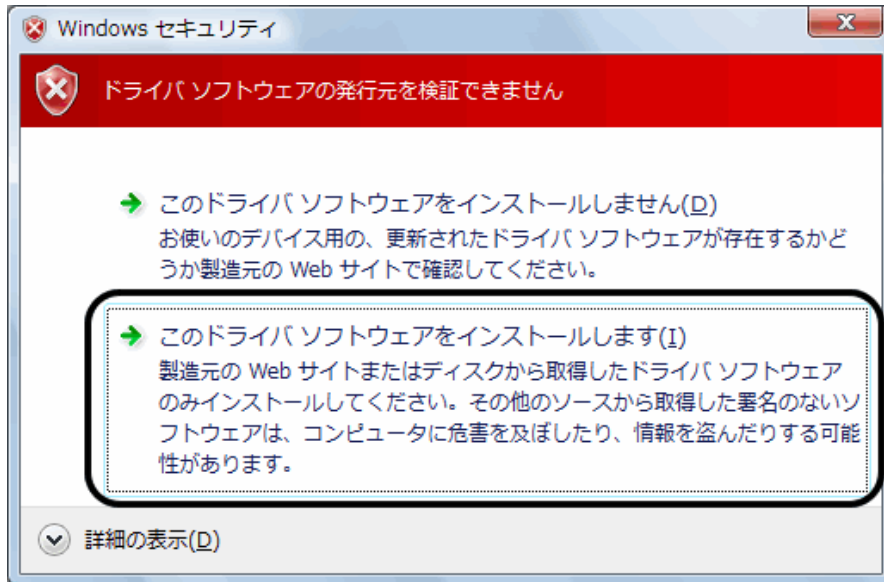 Windows セキュリティ
ドライバ ソフトウェアの発行元を検証できません
このドライバ ソフトウェアをインストールしません(D)
お使いのデバイス用の、更新されたドライバ ソフトウェアが存在するかど
うか製造元の Web サイトで確認してください。
このドライバ ソフトウェアをインストールします(I)
製造元の Web サイトまたはディスクから取得したドライバ ソフトウェア
のみインストールしてください。その他のソースから取得した署名のないソ
フトウェアは、コンピュータに危害を及ぼしたり、情報を盗んだりする可能
性があります。
詳細の表示(D)